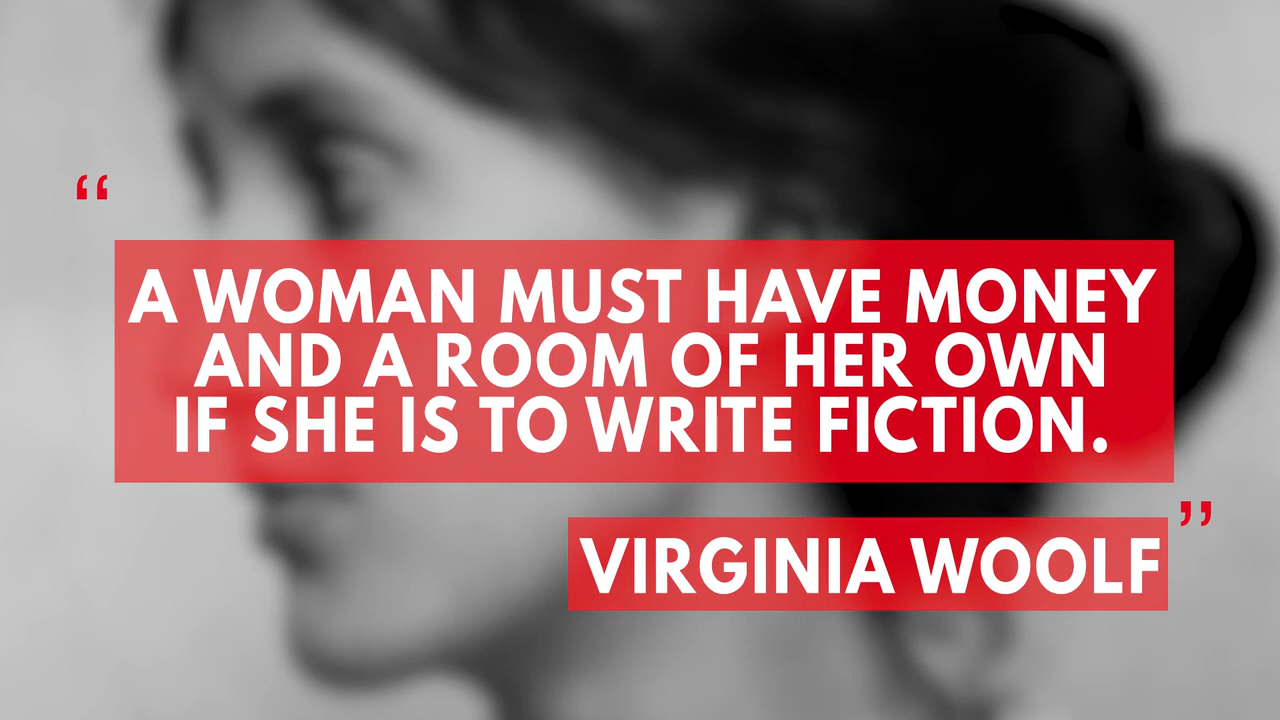 “
A WOMAN MUST HAVE MONEY
AND A ROOM OF HER OWN
IF SHE IS TO WRITE FICTION.
”
VIRGINIA WOOLF